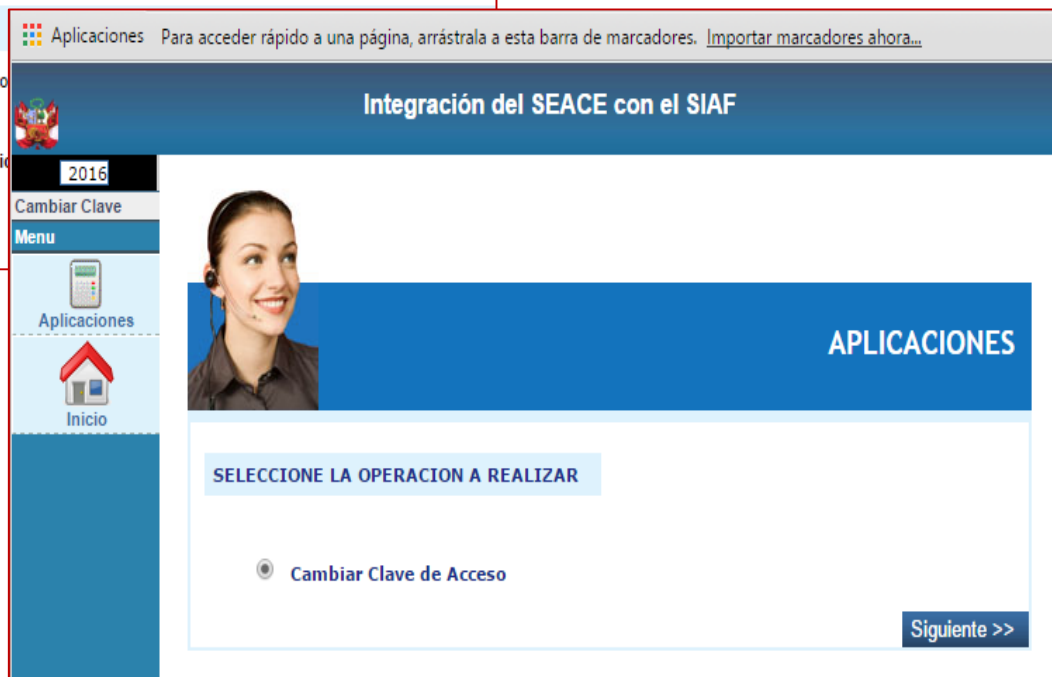 Aplicaciones Para acceder rápido a una página, arrástrala a esta barra de marcadores. Importar marcadores ahora...
Integración del SEACE con el SIAF
2016
Cambiar Clave
Menu
Aplicaciones
Inicio
APLICACIONES
SELECCIONE LA OPERACION A REALIZAR
Cambiar Clave de Acceso
Siguiente >>